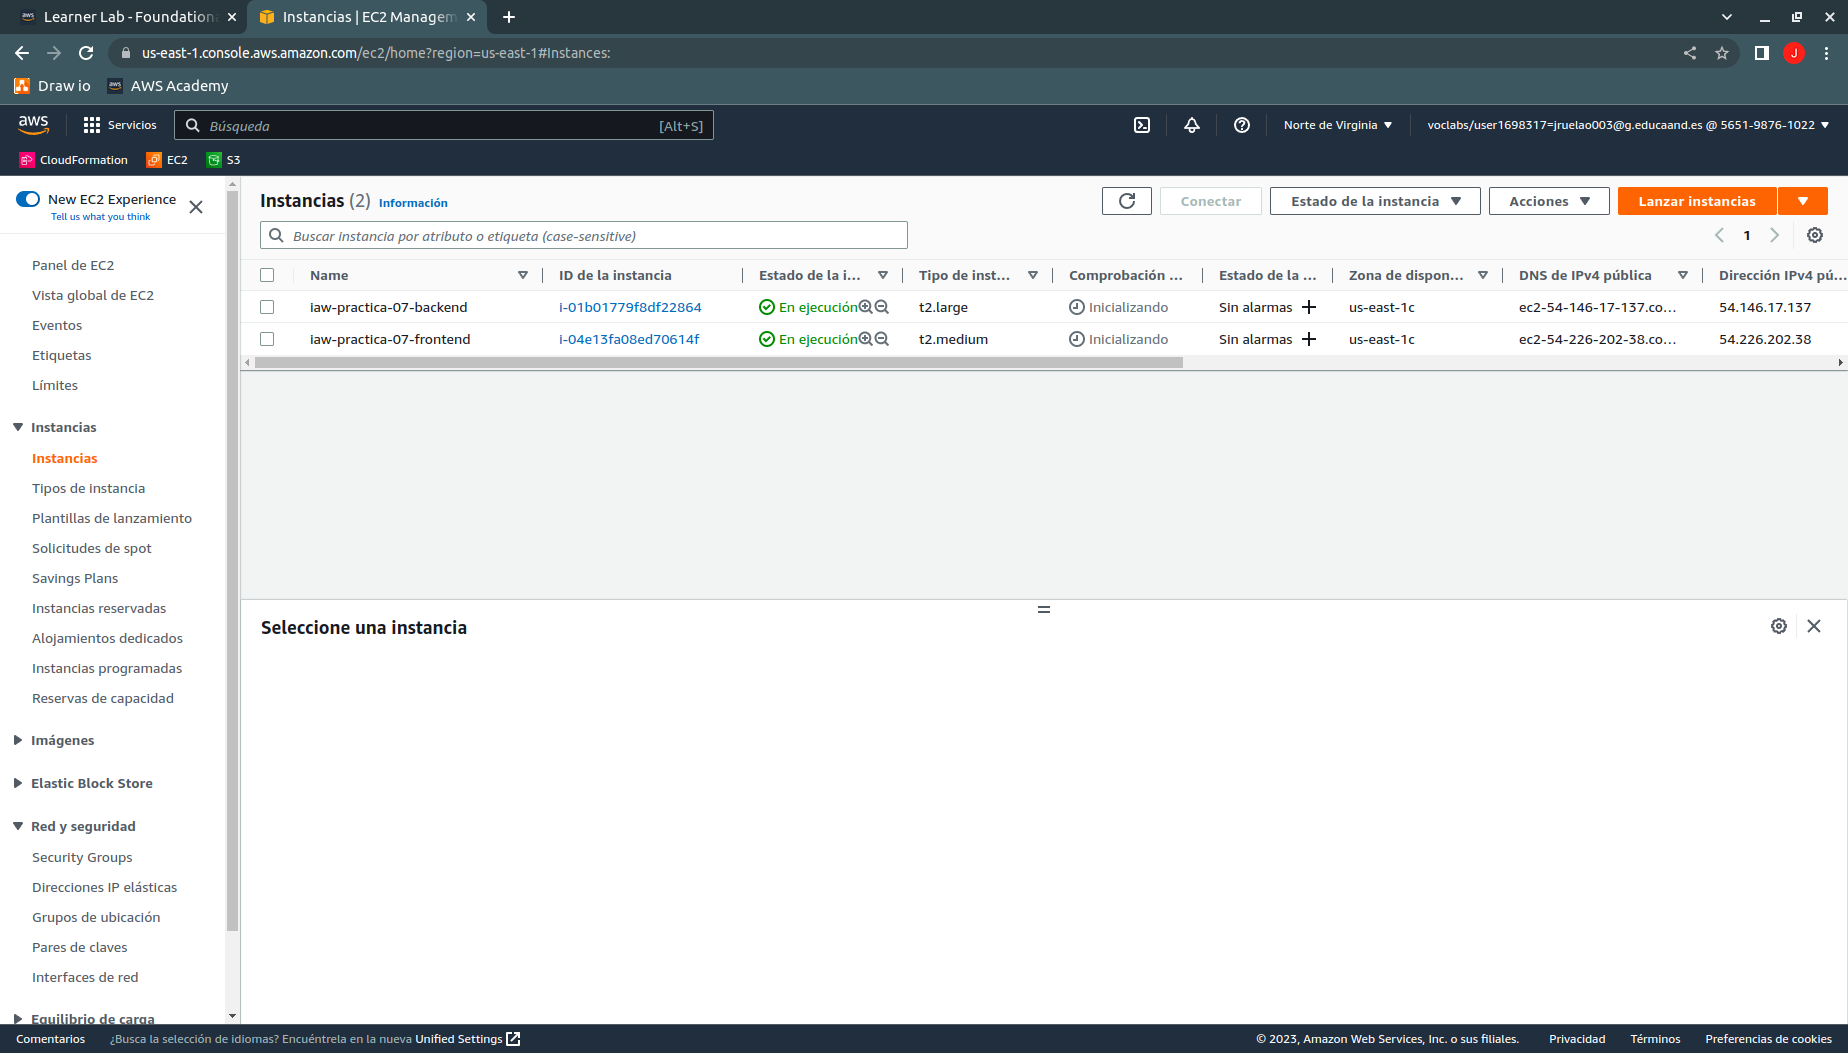 Learner Lab - Foundation
Instancias | EC2 Managem
us-east-1.console.aws.amazon.com/ec2/home?region=us-east-1#Instances:
J
Draw io
aws AWS Academy
aws
Servicios
Búsqueda [Alt+S]
Norte de Virginia
voclabs/user1698317=jruelao003@g.educaand.es @ 5651-9876-1022
CloudFormation
EC2
S3
New EC2 Experience
Tell us what you think
Panel de EC2
Vista global de EC2
Eventos
Etiquetas
Límites
Instancias
Instancias
Tipos de instancia
Plantillas de lanzamiento
Solicitudes de spot
Savings Plans
Instancias reservadas
Alojamientos dedicados
Instancias programadas
Reservas de capacidad
Imágenes
Elastic Block Store
Red y seguridad
Security Groups
Direcciones IP elásticas
Grupos de ubicación
Pares de claves
Interfaces de red
Equilibrio de carga
Instancias (2) Información
Conectar
Estado de la instancia
Acciones
Lanzar instancias
Buscar instancia por atributo o etiqueta (case-sensitive)
1
Name ID de la instancia Estado de la i... Tipo de inst... Comprobación ... Estado de la ... Zona de dispon... DNS de IPv4 pública Dirección IPv4 pú...
iaw-practica-07-backend i-01b01779f8df22864 En ejecución t2.large Inicializando Sin alarmas us-east-1c ec2-54-146-17-137.co... 54.146.17.137
iaw-practica-07-frontend i-04e13fa08ed70614f En ejecución t2.medium Inicializando Sin alarmas us-east-1c ec2-54-226-202-38.co... 54.226.202.38
Seleccione una instancia
Comentarios ¿Busca la selección de idiomas? Encuéntrela en la nueva Unified Settings © 2023, Amazon Web Services, Inc. o sus filiales. Privacidad Términos Preferencias de cookies